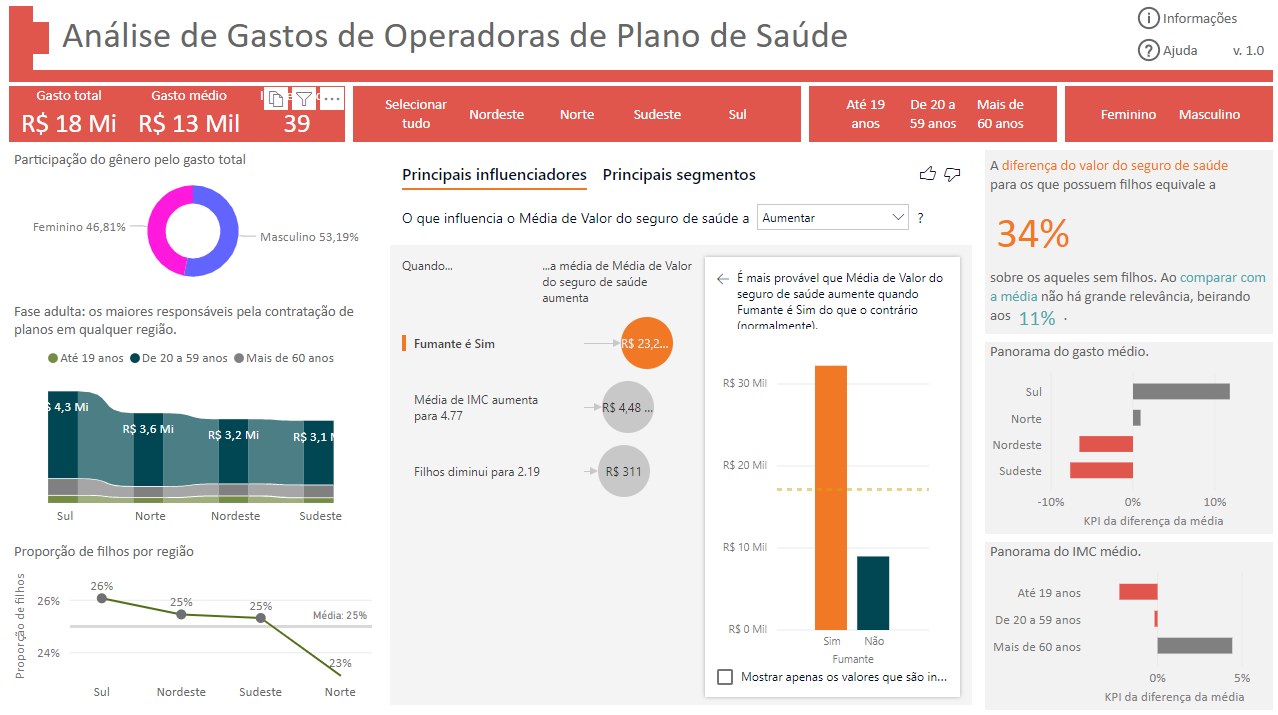 Análise de Gastos de Operadoras de Plano de Saúde
Informações
Ajuda
v. 1.0
Gasto total
R$ 18 Mi
Gasto médio
R$ 13 Mil
39
Selecionar
tudo
Nordeste
Norte
Sudeste
Sul
Até 19
anos
De 20 a
59 anos
Mais de
60 anos
Feminino
Masculino
Participação do gênero pelo gasto total
Feminino 46,81%
Masculino 53,19%
Fase adulta: os maiores responsáveis pela contratação de
planos em qualquer região.
Até 19 anos
De 20 a 59 anos
Mais de 60 anos
$ 4,3 Mi
R$ 3,6 Mi
R$ 3,2 Mi
R$ 3,1
Sul
Norte
Nordeste
Sudeste
Proporção de filhos por região
Proporção de filhos
26%
24%
26%
25%
25%
23%
Média: 25%
Sul
Nordeste
Sudeste
Norte
Principais influenciadores
Principais segmentos
O que influencia o Média de Valor do seguro de saúde a
Aumentar
?
Quando...
...a média de Média de Valor
do seguro de saúde
aumenta
Fumante é Sim
R$ 23,2...
Média de IMC aumenta
para 4.77
R$ 4,48 ...
Filhos diminui para 2.19
R$ 311
É mais provável que Média de Valor do
seguro de saúde aumente quando
Fumante é Sim do que o contrário
(normalmente).
R$ 30 Mil
R$ 20 Mil
R$ 10 Mil
R$ 0 Mil
Sim
Não
Fumante
Mostrar apenas os valores que são in...
A diferença do valor do seguro de saúde
para os que possuem filhos equivale a
34%
sobre os aqueles sem filhos. Ao comparar com
a média não há grande relevância, beirando
aos 11% .
Panorama do gasto médio.
Sul
Norte
Nordeste
Sudeste
-10%
0%
10%
KPI da diferença da média
Panorama do IMC médio.
Até 19 anos
De 20 a 59 anos
Mais de 60 anos
0%
5%
KPI da diferença da média